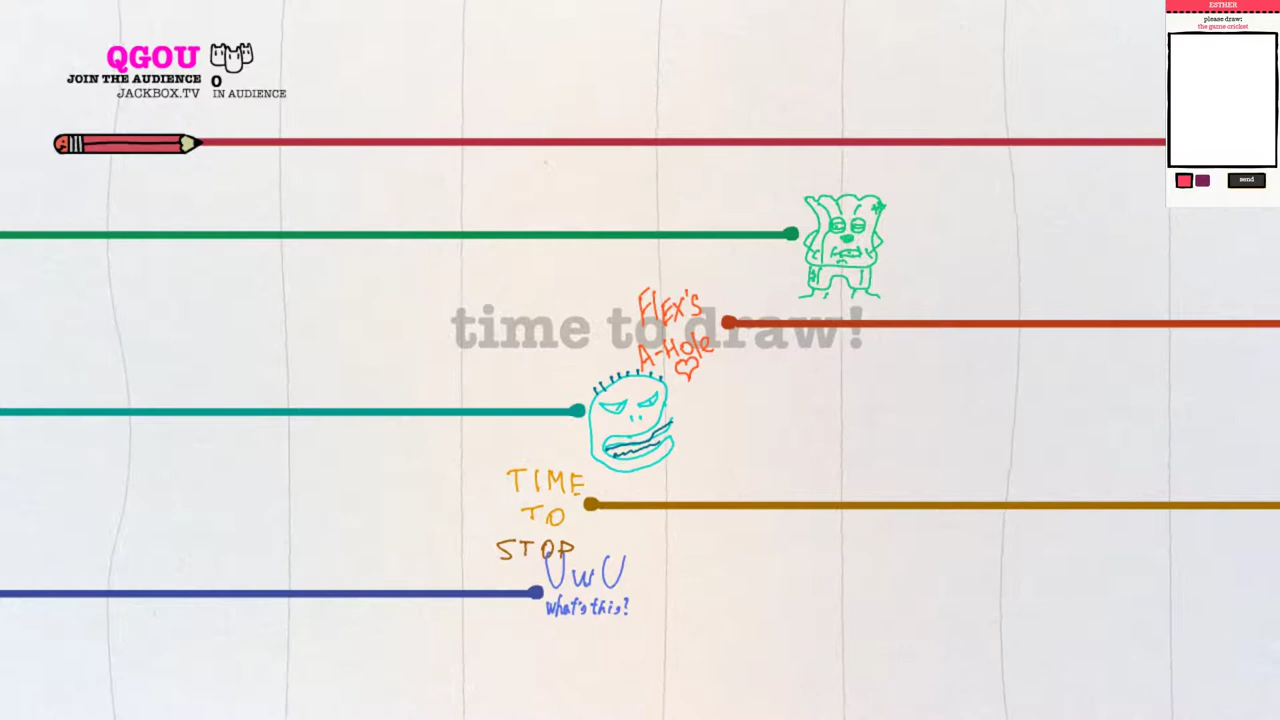 QGOU
JOIN THE AUDIENCE
JACKBOX.TV
0
IN AUDIENCE
ESTHER
please draw:
the game cricket
send
time to draw!
FlEX's
A-Hole
TIME
TO
STOP
UwU
what's this?